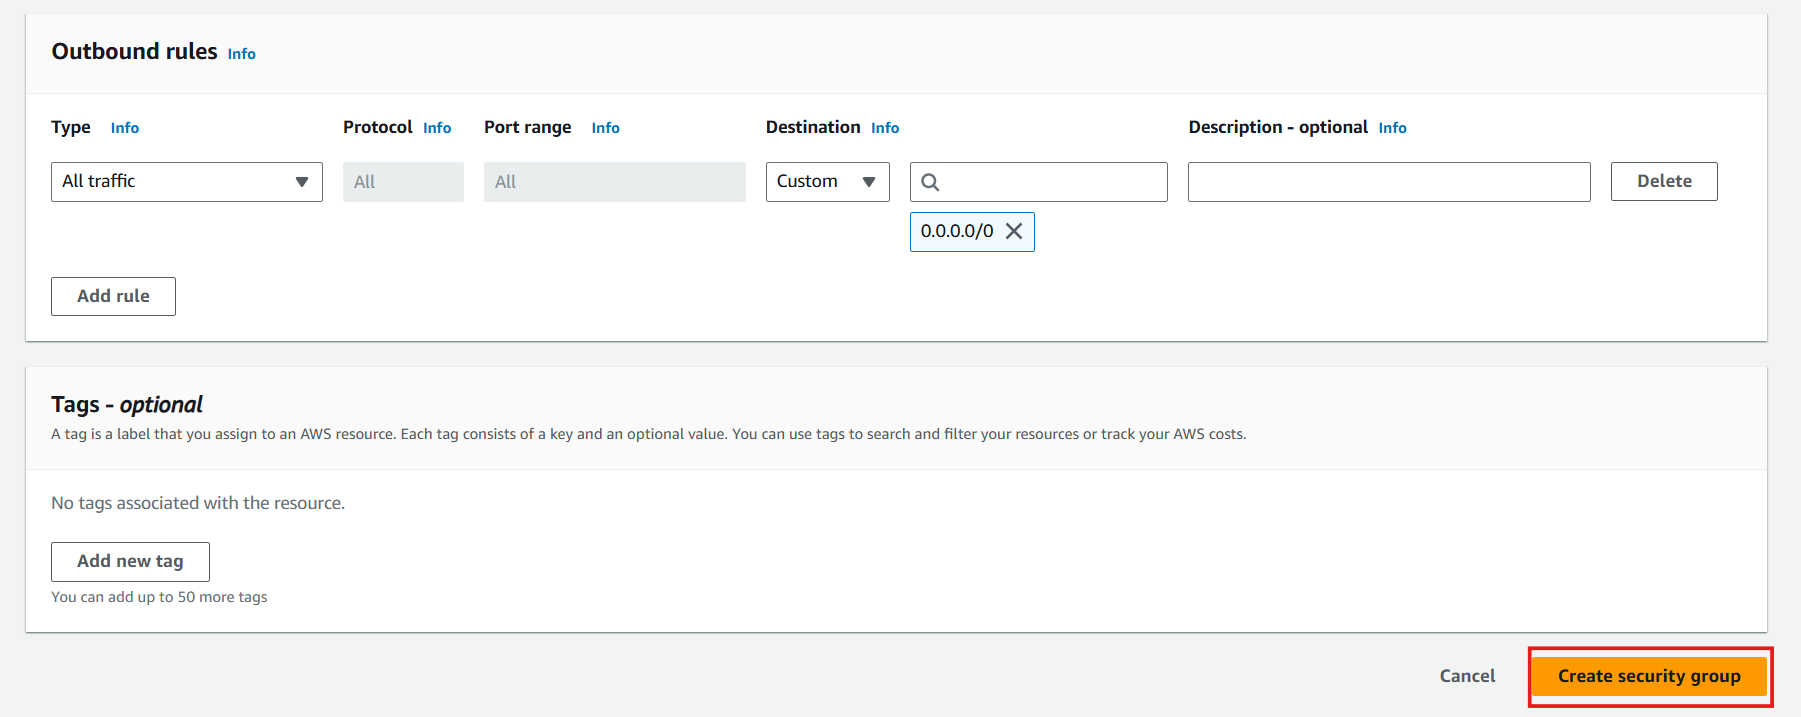 Outbound rules Info
Type Info Protocol Info Port range Info Destination Info Description - optional Info
All traffic All All Custom Delete
0.0.0.0/0
Add rule
Tags - optional
A tag is a label that you assign to an AWS resource. Each tag consists of a key and an optional value. You can use tags to search and filter your resources or track your AWS costs.
No tags associated with the resource.
Add new tag
You can add up to 50 more tags
Cancel Create security group